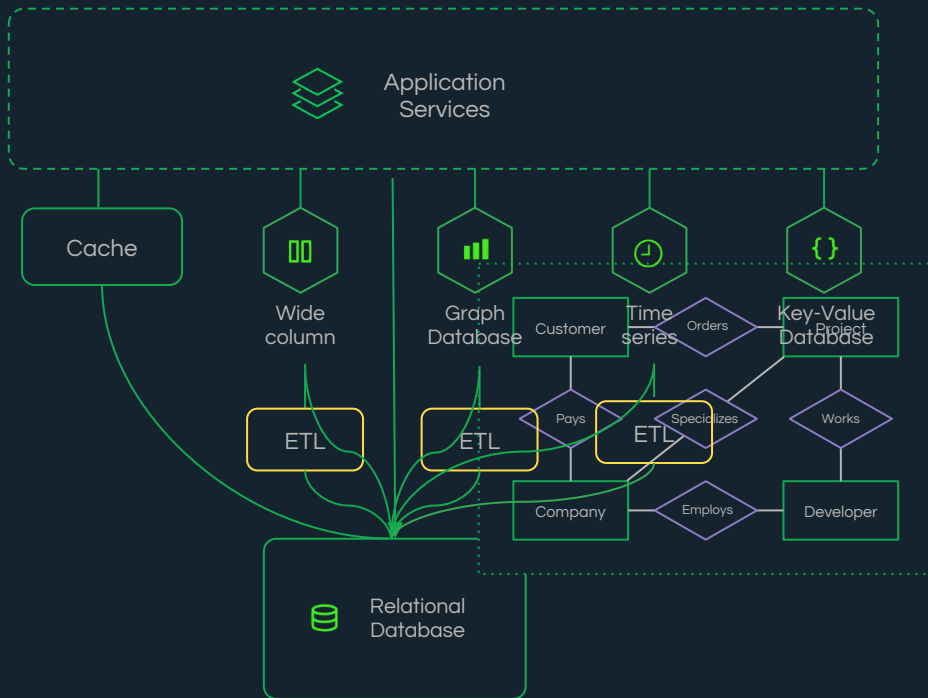 Application
Services
Cache
Wide
column
Graph
Database
Time
series
Key-Value
Database
Customer
Orders
Project
ETL
ETL
ETL
Pays
Specializes
Works
Company
Employs
Developer
Relational
Database